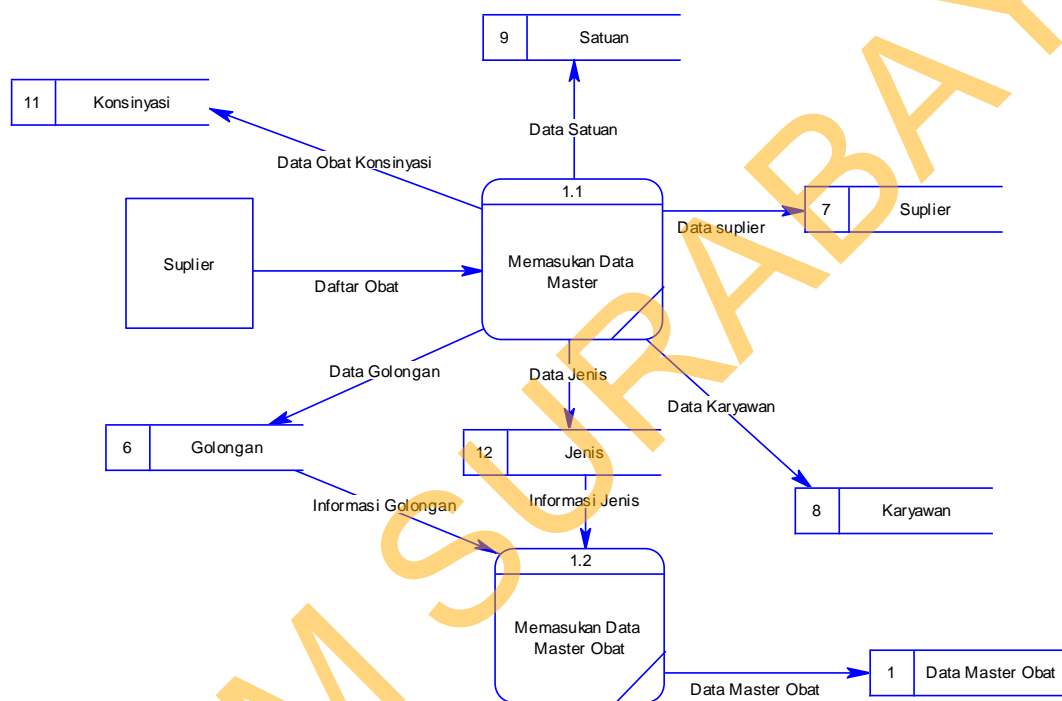 9 Satuan
11 Konsinyasi
Data Satuan
Data Obat Konsinyasi
1.1
7 Suplier
Data suplier
Suplier
Memasukan Data
Master
Daftar Obat
Data Golongan
Data Jenis
Data Karyawan
6 Golongan
12 Jenis
Informasi Golongan
Informasi Jenis
8 Karyawan
1.2
Memasukan Data
Master Obat
1 Data Master Obat
Data Master Obat
M SURABAY